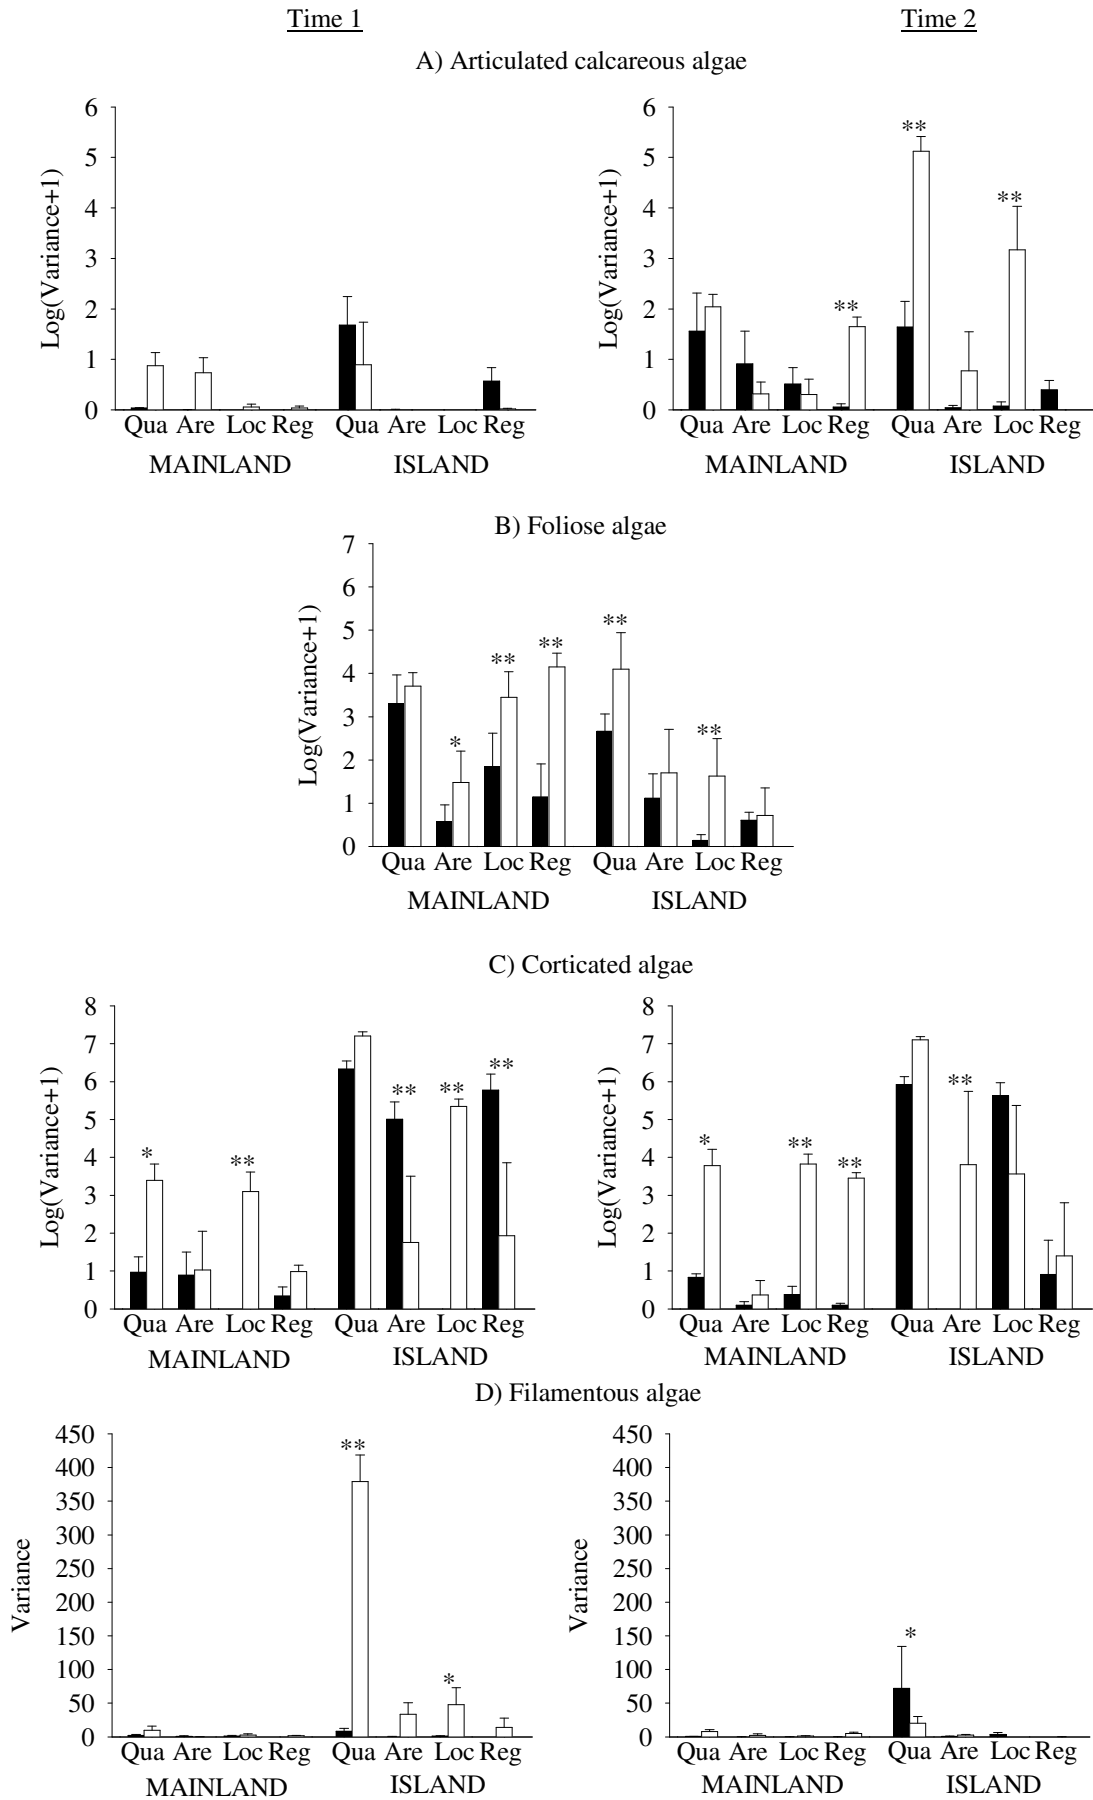 Time 1 Time 2
A) Articulated calcareous algae
Log(Variance+1)
6
5
4
3
2
1
0
Qua Are Loc Reg Qua Are Loc Reg
MAINLAND ISLAND
Log(Variance+1)
6
5
4
3
2
1
0
** ** **
Qua Are Loc Reg Qua Are Loc Reg
MAINLAND ISLAND
B) Foliose algae
Log(Variance+1)
7
6
5
4
3
2
1
0
* ** ** ** **
Qua Are Loc Reg Qua Are Loc Reg
MAINLAND ISLAND
C) Corticated algae
Log(Variance+1)
8
7
6
5
4
3
2
1
0
* ** ** ** **
Qua Are Loc Reg Qua Are Loc Reg
MAINLAND ISLAND
Log(Variance+1)
8
7
6
5
4
3
2
1
0
* ** ** **
Qua Are Loc Reg Qua Are Loc Reg
MAINLAND ISLAND
D) Filamentous algae
Variance
450
400
350
300
250
200
150
100
50
0
** *
Qua Are Loc Reg Qua Are Loc Reg
MAINLAND ISLAND
Variance
450
400
350
300
250
200
150
100
50
0
*
Qua Are Loc Reg Qua Are Loc Reg
MAINLAND ISLAND